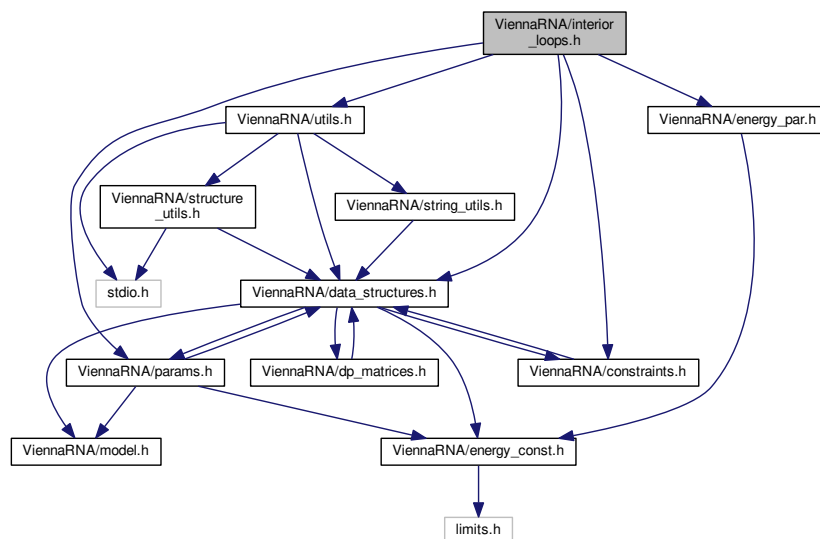 ViennaRNA/interior
_loops.h
ViennaRNA/utils.h
ViennaRNA/energy_par.h
ViennaRNA/structure
_utils.h
ViennaRNA/string_utils.h
stdio.h
ViennaRNA/data_structures.h
ViennaRNA/params.h
ViennaRNA/dp_matrices.h
ViennaRNA/constraints.h
ViennaRNA/model.h
ViennaRNA/energy_const.h
limits.h